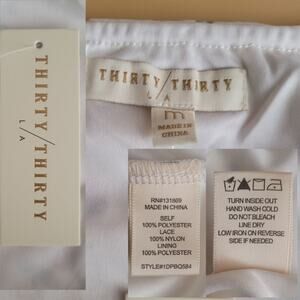 THIRTY/THIRTY
L/A
THIRTY/THIRTY
L/A
M
MADE IN
CHINA
RN#131869
MADE IN CHINA
SELF
100% POLYESTER
LACE
100% NYLON
LINING
100% POLYESTER
STYLE#1DPBQ584
TURN INSIDE OUT
HAND WASH COLD
DO NOT BLEACH
LINE DRY
LOW IRON ON REVERSE
SIDE IF NEEDED